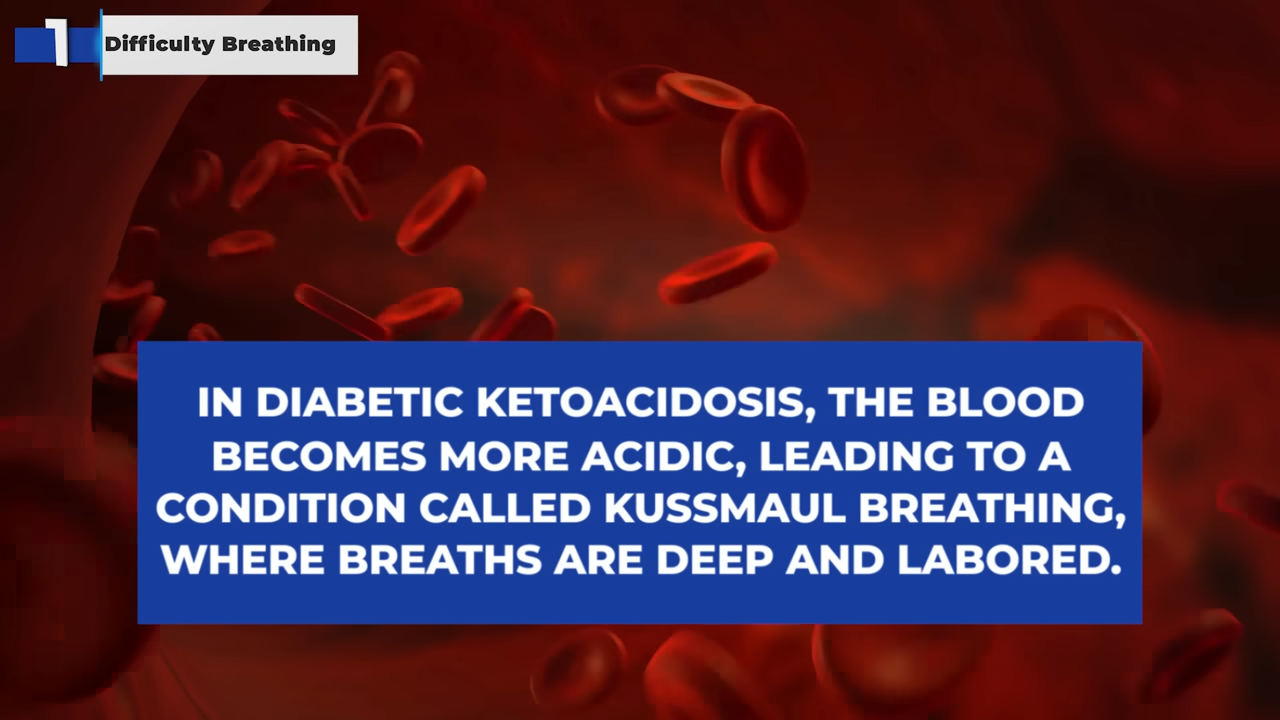 1
Difficulty Breathing
IN DIABETIC KETOACIDOSIS, THE BLOOD
BECOMES MORE ACIDIC, LEADING TO A
CONDITION CALLED KUSSMAUL BREATHING,
WHERE BREATHS ARE DEEP AND LABORED.